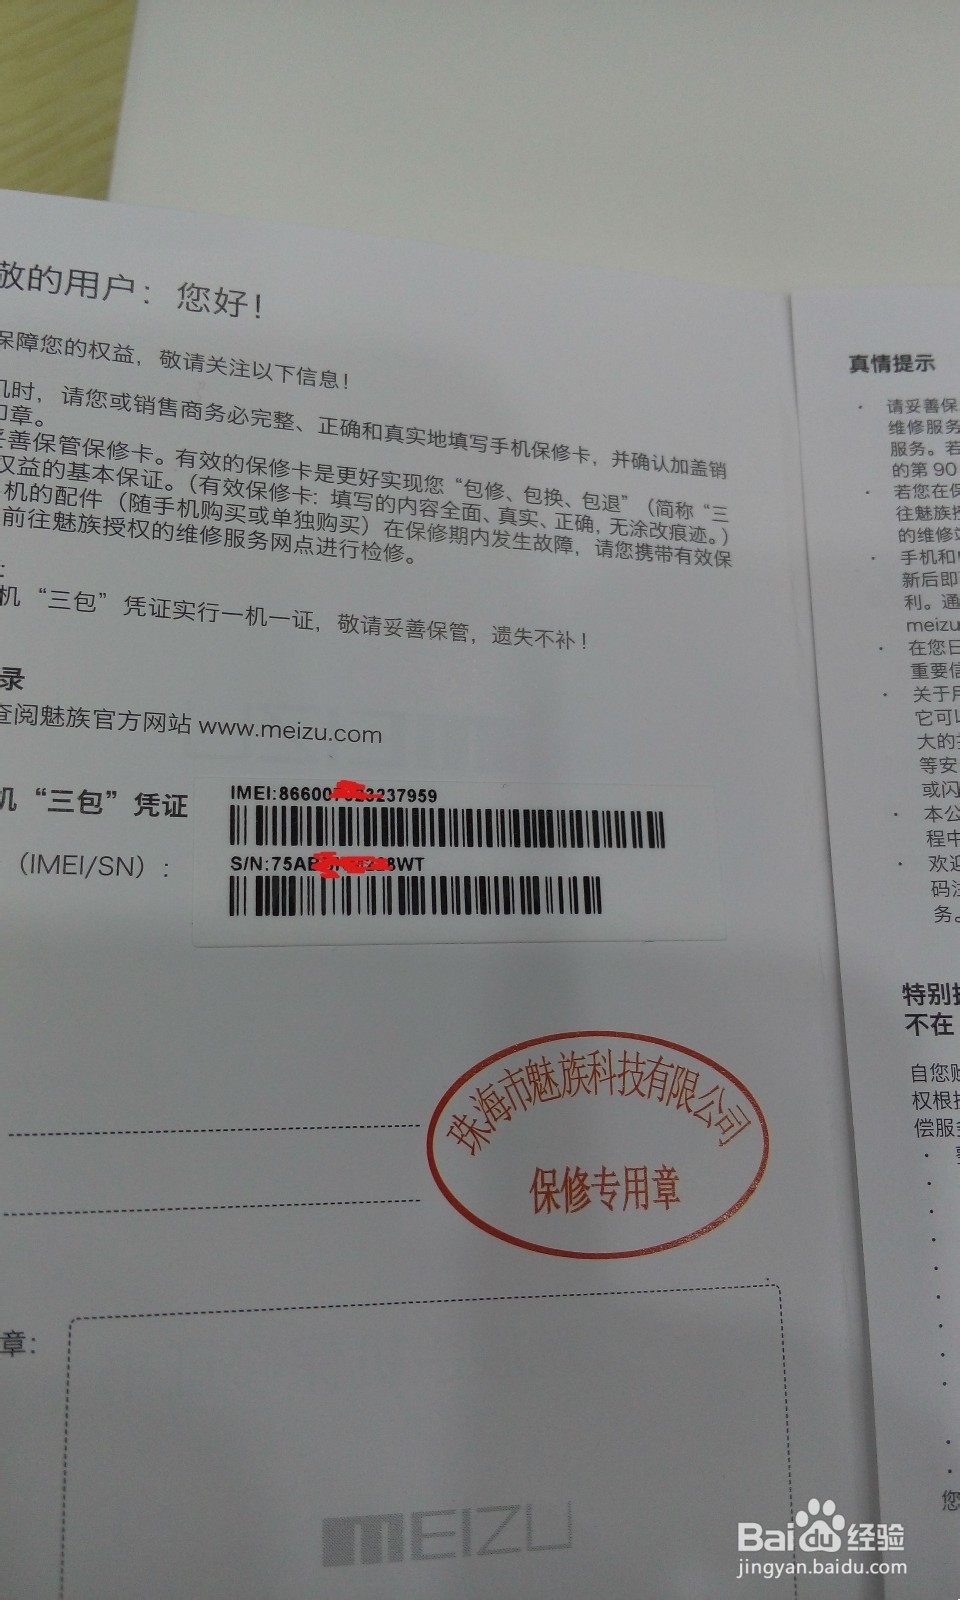 敬的用户：您好！
保障您的权益，敬请关注以下信息！
机时，请您或销售商务必完整、正确和真实地填写手机保修卡，并确认加盖销
印章。
妥善保管保修卡。有效的保修卡是更好实现您“包修、包换、包退”（简称“三
权益的基本保证。（有效保修卡：填写的内容全面、真实、正确，无涂改痕迹。）
机的配件（随手机购买或单独购买）在保修期内发生故障，请您携带有效保
前往魅族授权的维修服务网点进行检修。
：
机“三包”凭证实行一机一证，敬请妥善保管，遗失不补！
录
查阅魅族官方网站 www.meizu.com
机“三包”凭证
（IMEI/SN）：
IMEI:86600 3237959
S/N:75A 8WT
珠海市魅族科技有限公司
保修专用章
章：
MEIZU
真情提示
· 请妥善保
维修服务
服务。若
的第 90
· 若您在保
往魅族授
的维修
· 手机和
新后即
利。通
meizu
· 在您日
重要信
· 关于用
它可以
大的
等安
或闪
· 本公
程中
· 欢迎
码注
务。
特别
不在
自您购
权根据
偿服务
您
Baidu经验
jingyan.baidu.com